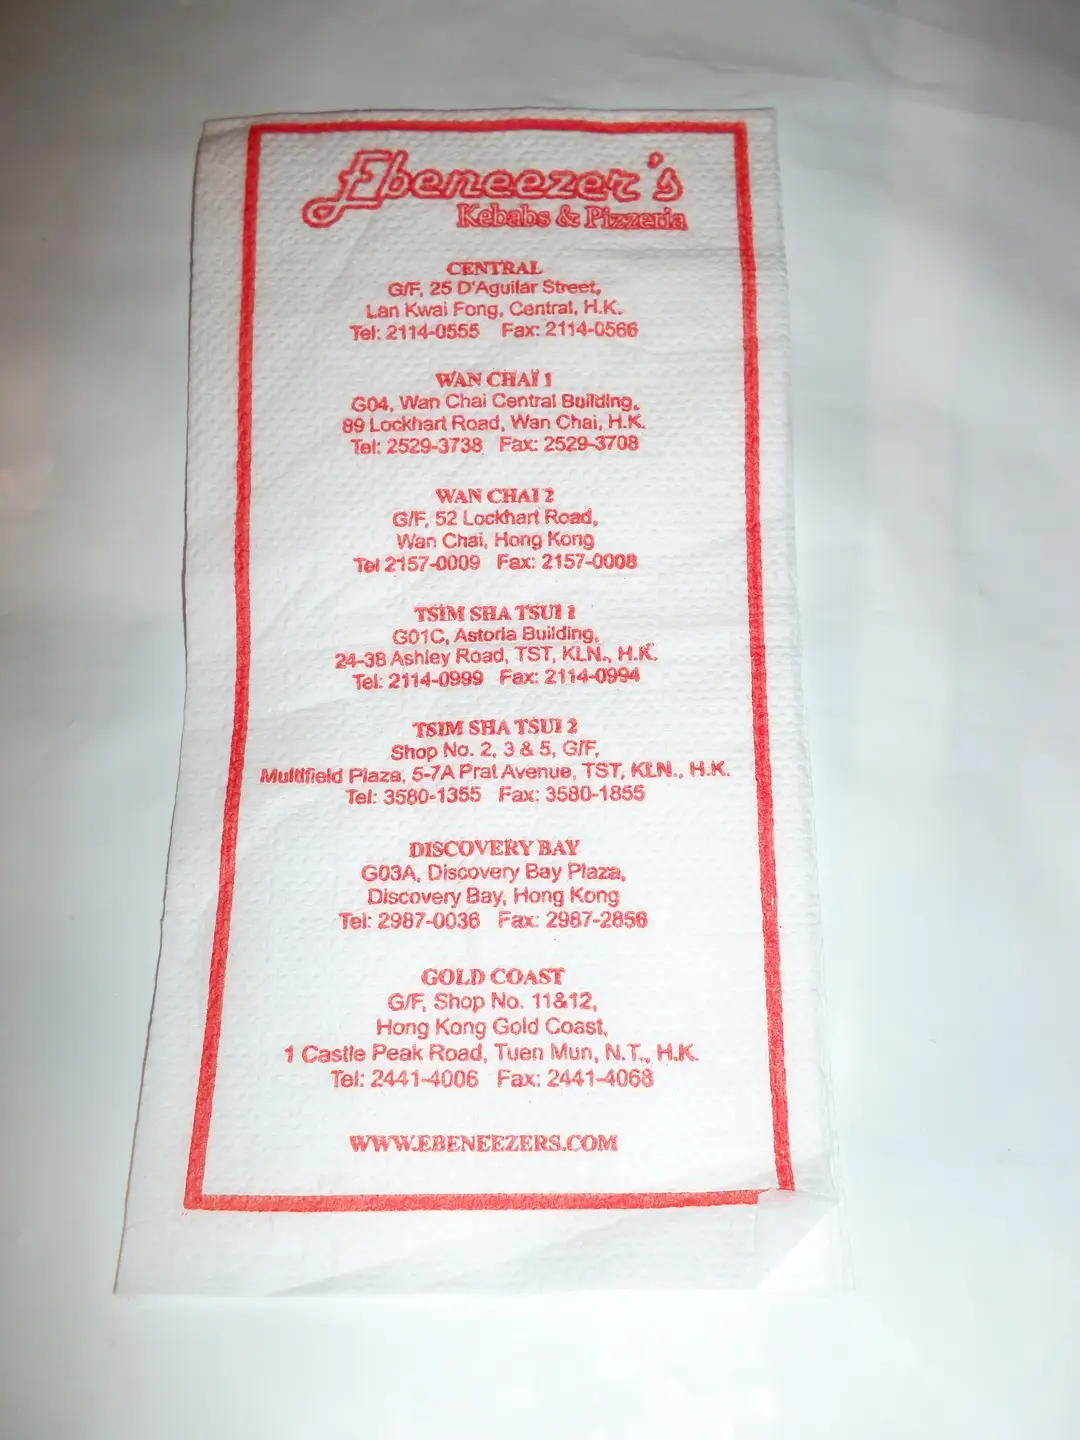 Ebeneezer's
Kebabs & Pizzeria
CENTRAL
G/F, 25 D'Aguilar Street,
Lan Kwai Fong, Central, H.K.
Tel: 2114-0555 Fax: 2114-0566
WAN CHAI 1
G04, Wan Chai Central Building,
89 Lockhart Road, Wan Chai, H.K.
Tel: 2529-3738 Fax: 2529-3708
WAN CHAI 2
G/F, 52 Lockhart Road,
Wan Chai, Hong Kong
Tel 2157-0009 Fax: 2157-0008
TSIM SHA TSUI 1
G01C, Astoria Building,
24-38 Ashley Road, TST, KLN., H.K.
Tel: 2114-0999 Fax: 2114-0994
TSIM SHA TSUI 2
Shop No. 2, 3 & 5, G/F,
Multifield Plaza, 5-7A Prat Avenue, TST, KLN., H.K.
Tel: 3580-1355 Fax: 3580-1855
DISCOVERY BAY
G03A, Discovery Bay Plaza,
Discovery Bay, Hong Kong
Tel: 2987-0036 Fax: 2987-2856
GOLD COAST
G/F, Shop No. 11&12,
Hong Kong Gold Coast,
1 Castle Peak Road, Tuen Mun, N.T., H.K.
Tel: 2441-4006 Fax: 2441-4068
WWW.EBENEEZERS.COM